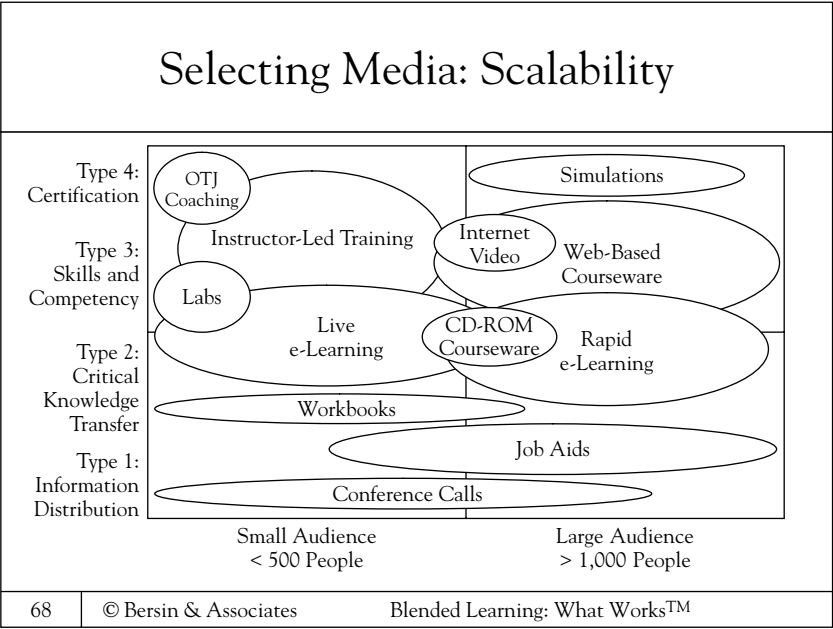 Selecting Media: Scalability
Type 4:
Certification
Type 3:
Skills and
Competency
Type 2:
Critical
Knowledge
Transfer
Type 1:
Information
Distribution
OTJ
Coaching
Simulations
Instructor-Led Training
Internet
Video
Web-Based
Courseware
Labs
Live
e-Learning
CD-ROM
Courseware
Rapid
e-Learning
Workbooks
Job Aids
Conference Calls
Small Audience
< 500 People
Large Audience
> 1,000 People
68 © Bersin & Associates Blended Learning: What Works™